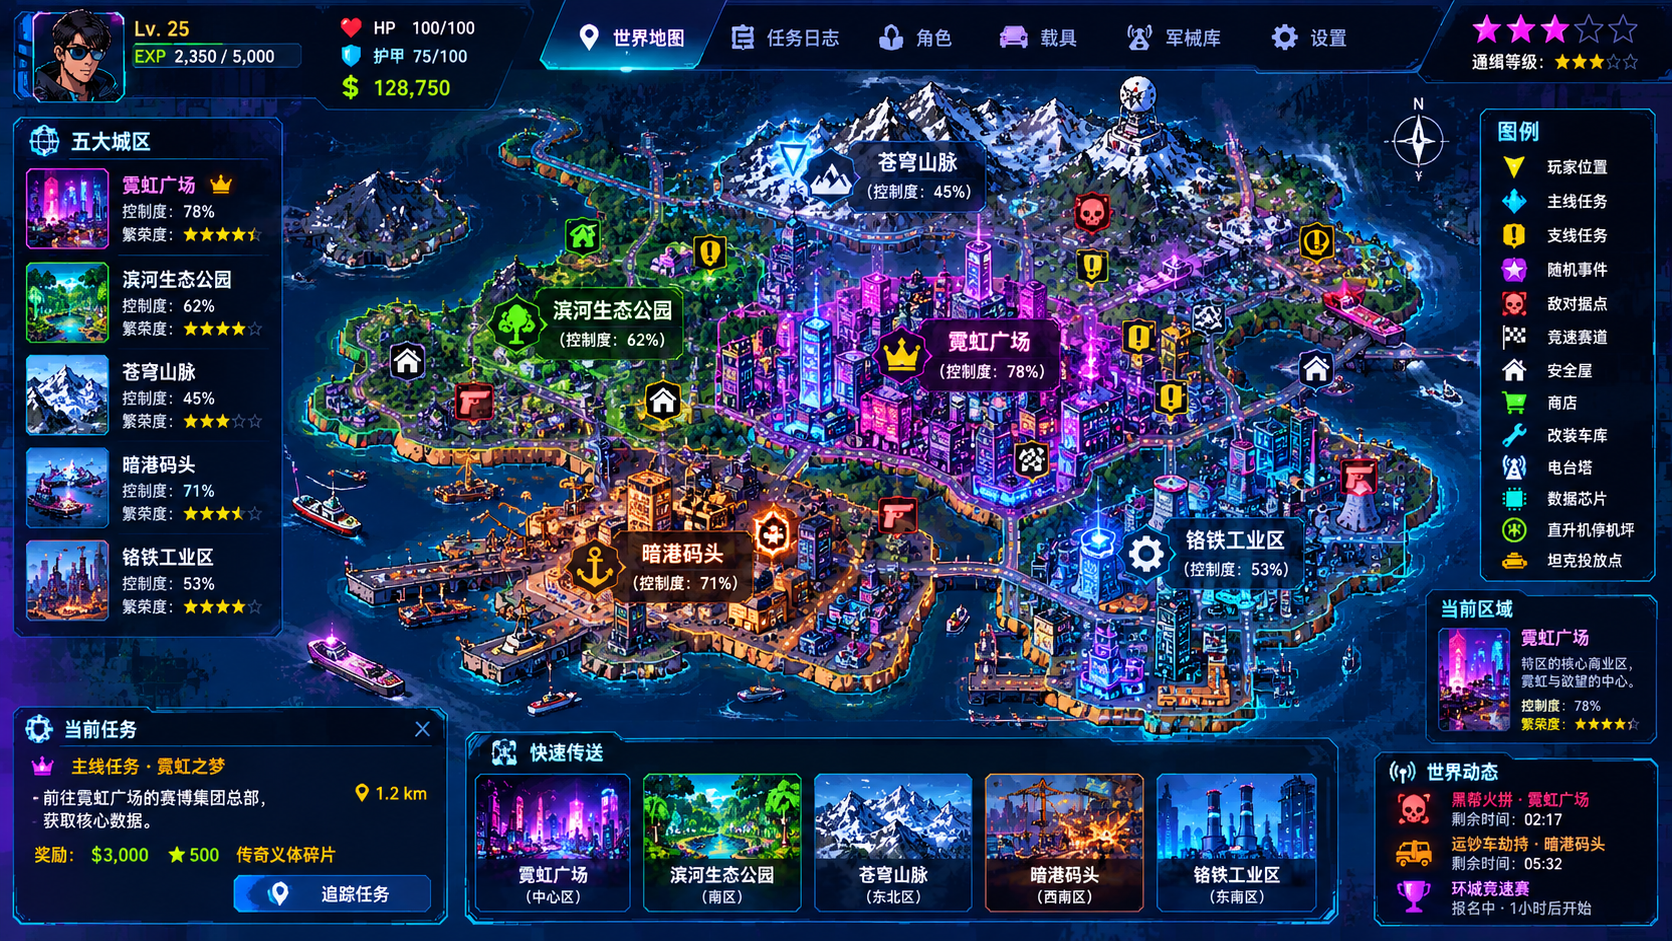 Lv. 25
EXP 2,350 / 5,000
HP 100/100
护甲 75/100
$ 128,750
世界地图
任务日志
角色
载具
军械库
设置
通缉等级：
五大城区
霓虹广场
控制度： 78%
繁荣度：
滨河生态公园
控制度： 62%
繁荣度：
苍穹山脉
控制度： 45%
繁荣度：
暗港码头
控制度： 71%
繁荣度：
铬铁工业区
控制度： 53%
繁荣度：
苍穹山脉
(控制度：45%)
滨河生态公园
(控制度：62%)
霓虹广场
(控制度：78%)
暗港码头
(控制度：71%)
铬铁工业区
(控制度：53%)
N
图例
玩家位置
主线任务
支线任务
随机事件
敌对据点
竞速赛道
安全屋
商店
改装车库
电台塔
数据芯片
直升机停机坪
坦克投放点
当前区域
霓虹广场
特区的核心商业区，
霓虹与欲望的中心。
控制度： 78%
繁荣度：
当前任务
主线任务 · 霓虹之梦
- 前往霓虹广场的赛博集团总部，
- 获取核心数据。
1.2 km
奖励： $3,000 ★500 传奇义体碎片
追踪任务
快速传送
霓虹广场
(中心区)
滨河生态公园
(南区)
苍穹山脉
(东北区)
暗港码头
(西南区)
铬铁工业区
(东南区)
世界动态
黑帮火拼 · 霓虹广场
剩余时间： 02:17
运钞车劫持 · 暗港码头
剩余时间： 05:32
环城竞速赛
报名中 · 1小时后开始